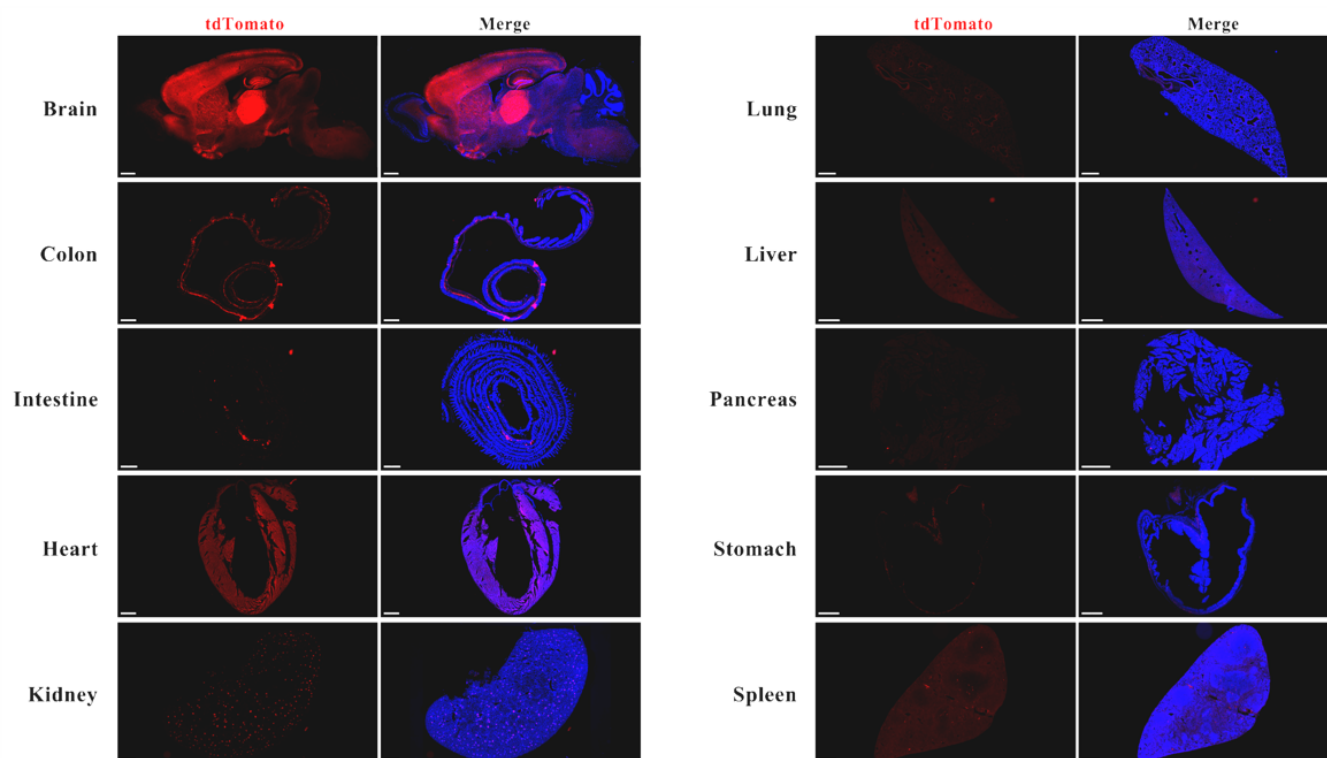 tdTomato Merge
Brain
Colon
Intestine
Heart
Kidney
tdTomato Merge
Lung
Liver
Pancreas
Stomach
Spleen